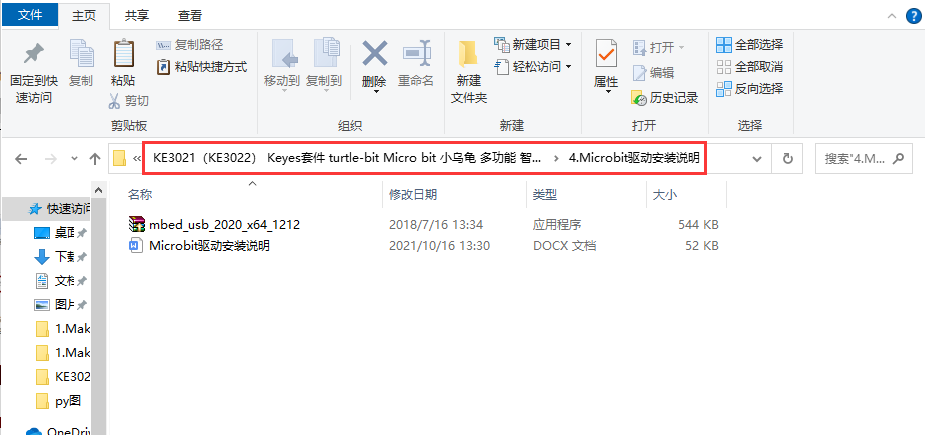 文件 主页 共享 查看
固定到快速访问 复制 粘贴 复制路径 粘贴快捷方式 剪切 移动到 复制到 删除 重命名 新建文件夹 新建项目 轻松访问 属性 打开 编辑 历史记录 全部选择 全部取消 反向选择
剪贴板 组织 新建 打开 选择
« KE3021（KE3022） Keyes套件 turtle-bit Micro bit 小乌龟 多功能 智... › 4.Microbit驱动安装说明 搜索"4.M...
名称 修改日期 类型 大小
快速访问
mbed_usb_2020_x64_1212 2018/7/16 13:34 应用程序 544 KB
桌面
Microbit驱动安装说明 2021/10/16 13:30 DOCX 文档 52 KB
下载
文档
图片
1.Mak
1.Mak
KE302
py图
OneDriv